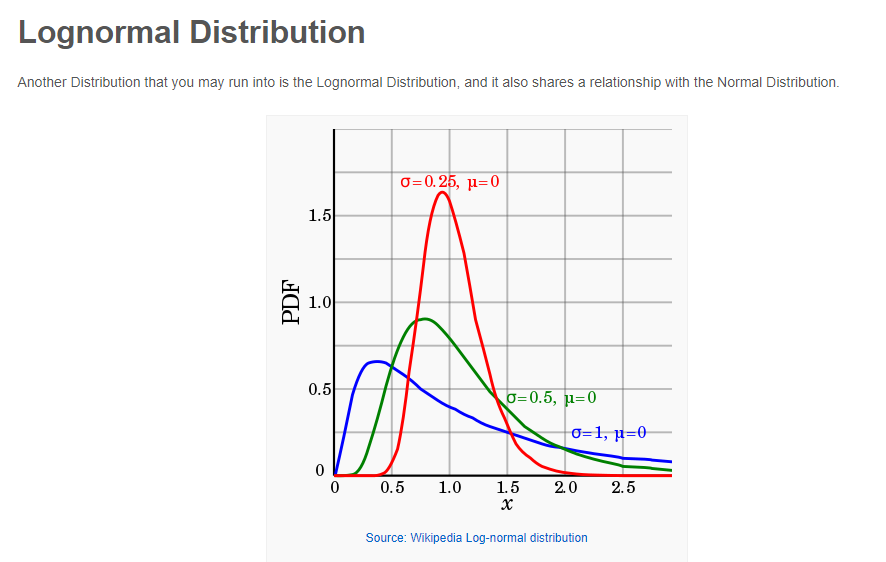 Lognormal Distribution
Another Distribution that you may run into is the Lognormal Distribution, and it also shares a relationship with the Normal Distribution.
σ=0.25, μ=0
1.5
PDF
1.0
0.5
σ=0.5, μ=0
σ=1, μ=0
0
0 0.5 1.0 1.5 2.0 2.5
x
Source: Wikipedia Log-normal distribution